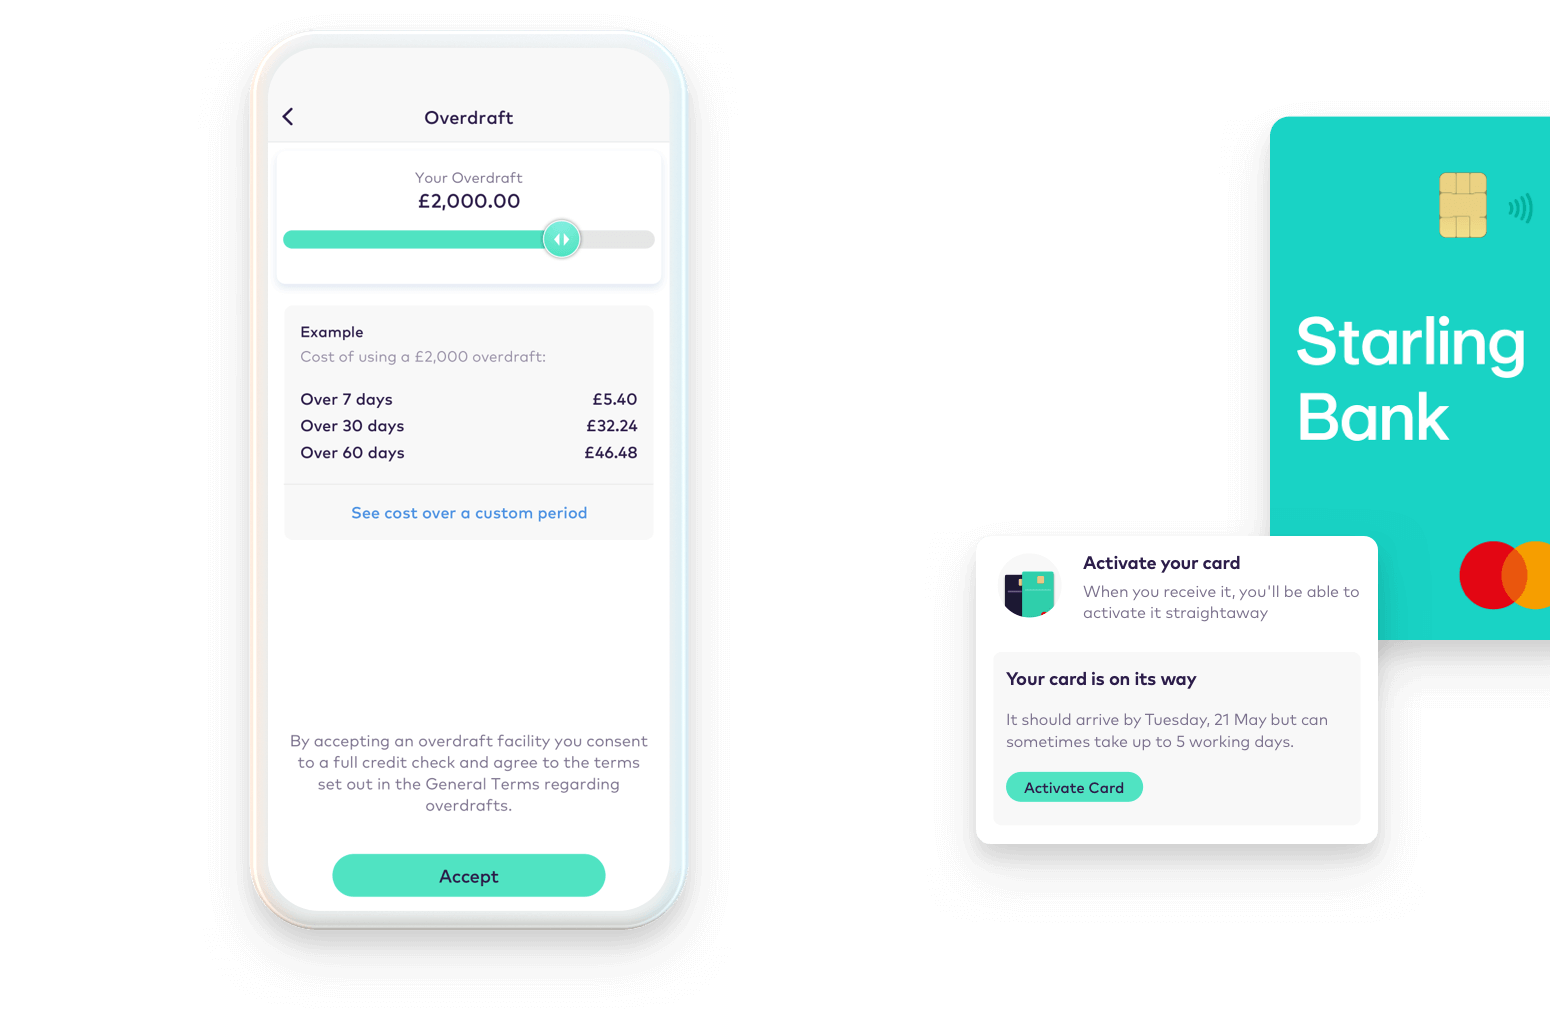 Overdraft
Your Overdraft
£2,000.00
Example
Cost of using a £2,000 overdraft:
Over 7 days £5.40
Over 30 days £32.24
Over 60 days £46.48
See cost over a custom period
By accepting an overdraft facility you consent
to a full credit check and agree to the terms
set out in the General Terms regarding
overdrafts.
Accept
Starling
Bank
Activate your card
When you receive it, you'll be able to
activate it straightaway
Your card is on its way
It should arrive by Tuesday, 21 May but can
sometimes take up to 5 working days.
Activate Card